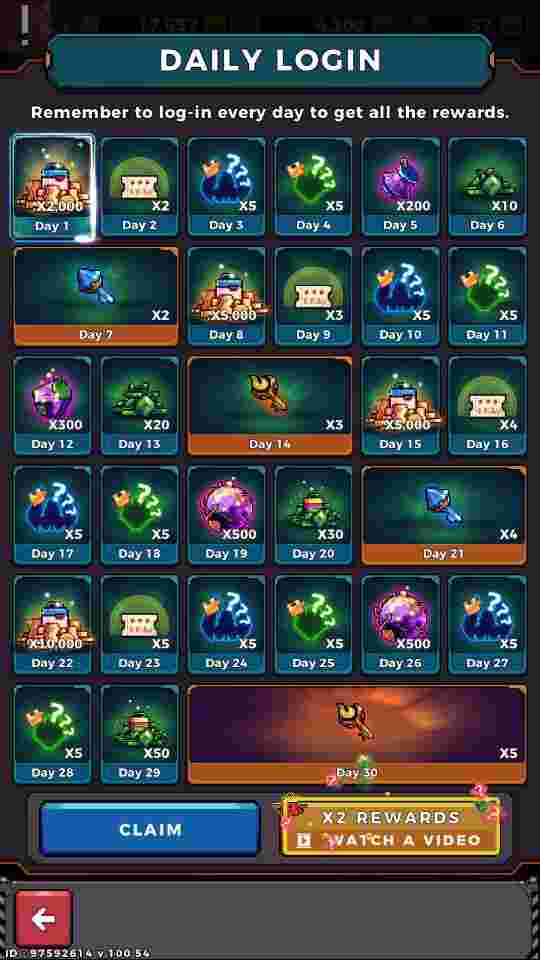 DAILY LOGIN
Remember to log-in every day to get all the rewards.
X2,000 X2 X5 X5 X200 X10
Day 1 Day 2 Day 3 Day 4 Day 5 Day 6
X2 X5,000 X3 X5 X5
Day 7 Day 8 Day 9 Day 10 Day 11
X300 X20 X3 X5,000 X4
Day 12 Day 13 Day 14 Day 15 Day 16
X5 X5 X500 X30 X4
Day 17 Day 18 Day 19 Day 20 Day 21
X10,000 X5 X5 X5 X500 X5
Day 22 Day 23 Day 24 Day 25 Day 26 Day 27
X5 X50 X5
Day 28 Day 29 Day 30
CLAIM
X2 REWARDS
WATCH A VIDEO
ID : 97592614 v.100.54